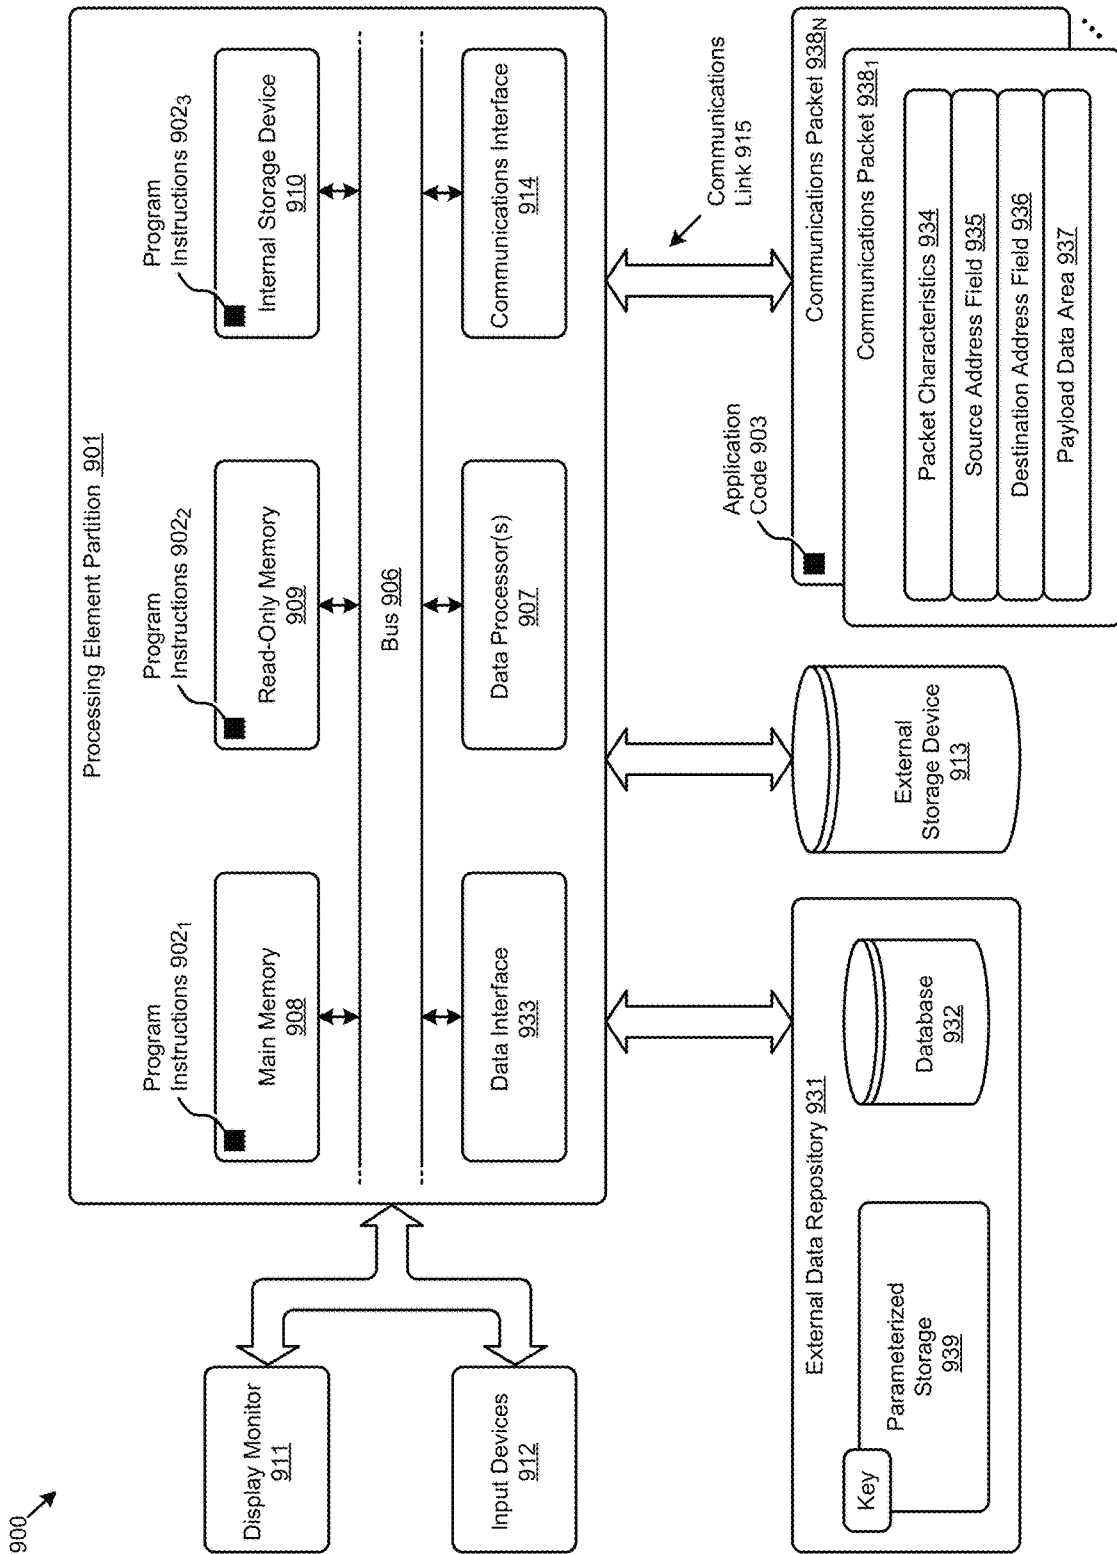 900
Processing Element Partition 901
Program
Instructions 902₁
Program
Instructions 902₂
Program
Instructions 902₃
Main Memory
908
Read-Only Memory
909
Internal Storage Device
910
Bus 906
Data Interface
933
Data Processor(s)
907
Communications Interface
914
Display Monitor
911
Input Devices
912
Communications
Link 915
External Data Repository 931
Key
Parameterized
Storage
939
Database
932
External
Storage Device
913
Application
Code 903
Communications Packet 938N
Communications Packet 938₁
Packet Characteristics 934
Source Address Field 935
Destination Address Field 936
Payload Data Area 937